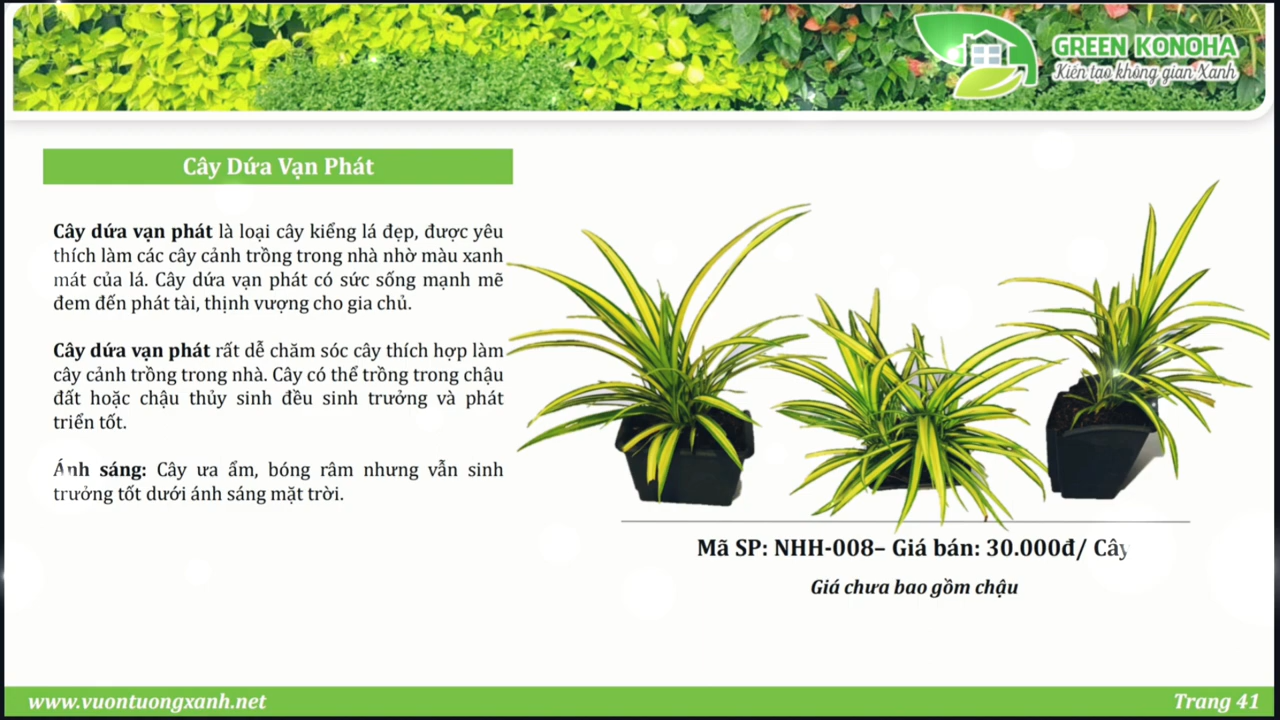 GREEN KONOHA
Kiến tạo không gian Xanh
Cây Dứa Vạn Phát
Cây dứa vạn phát là loại cây kiểng lá đẹp, được yêu
thích làm các cây cảnh trồng trong nhà nhờ màu xanh
mát của lá. Cây dứa vạn phát có sức sống mạnh mẽ
đem đến phát tài, thịnh vượng cho gia chủ.
Cây dứa vạn phát rất dễ chăm sóc cây thích hợp làm
cây cảnh trồng trong nhà. Cây có thể trồng trong chậu
đất hoặc chậu thủy sinh đều sinh trưởng và phát
triển tốt.
Ánh sáng: Cây ưa ẩm, bóng râm nhưng vẫn sinh
trưởng tốt dưới ánh sáng mặt trời.
Mã SP: NHH-008– Giá bán: 30.000đ/ Cây
Giá chưa bao gồm chậu
www.vuontuongxanh.net
Trang 41